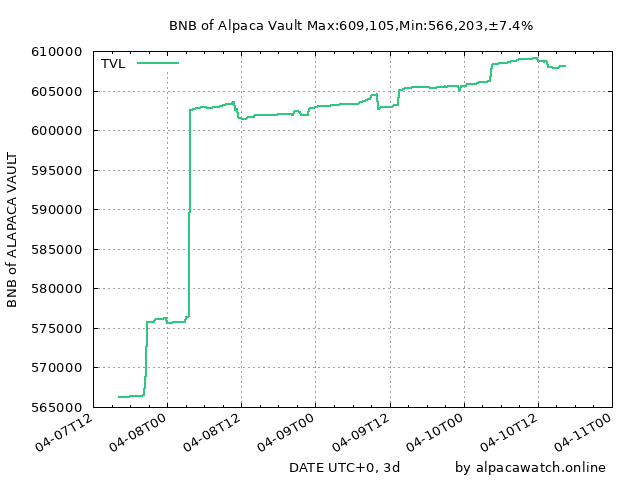 BNB of Alpaca Vault Max:609,105,Min:566,203,±7.4%
TVL
610000
605000
600000
595000
590000
585000
580000
575000
570000
565000
BNB of ALAPACA VAULT
04-07T12
04-08T00
04-08T12
04-09T00
04-09T12
04-10T00
04-10T12
04-11T00
DATE UTC+0, 3d
by alpacawatch.online